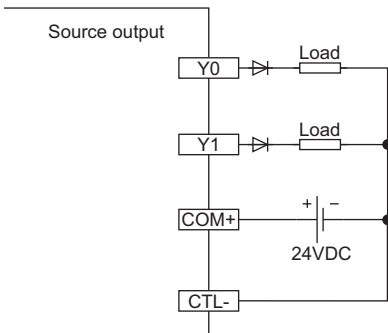 Source output
Y0
Load
Y1
Load
COM+
+ –
24VDC
CTL-